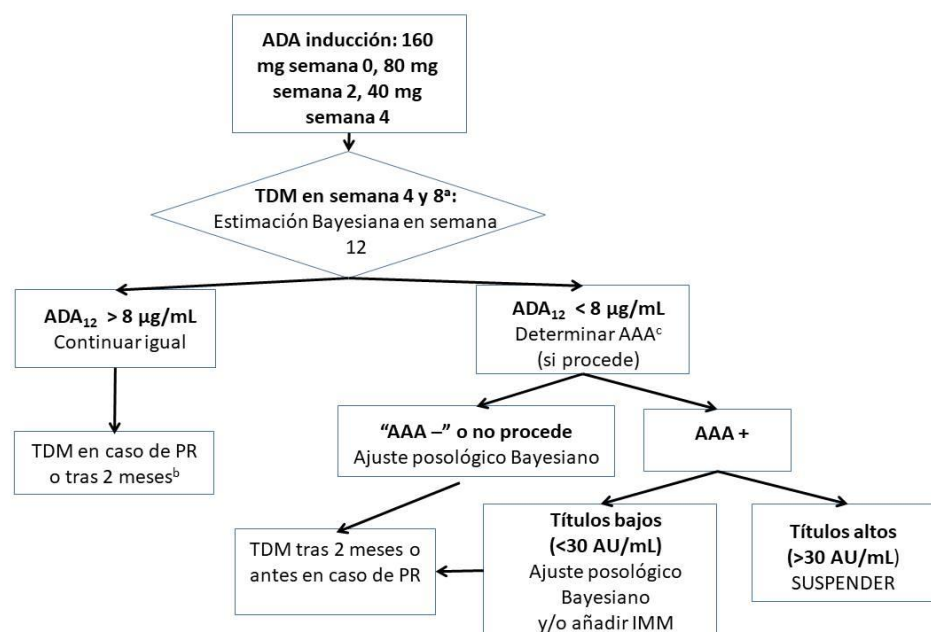 ADA inducción: 160
mg semana 0, 80 mg
semana 2, 40 mg
semana 4
TDM en semana 4 y 8ª:
Estimación Bayesiana en semana
12
ADA₁₂ > 8 µg/mL
Continuar igual
ADA₁₂ < 8 µg/mL
Determinar AAAᶜ
(si procede)
TDM en caso de PR
o tras 2 mesesᵇ
“AAA –” o no procede
Ajuste posológico Bayesiano
AAA +
TDM tras 2 meses o
antes en caso de PR
Títulos bajos
(<30 AU/mL)
Ajuste posológico
Bayesiano
y/o añadir IMM
Títulos altos
(>30 AU/mL)
SUSPENDER